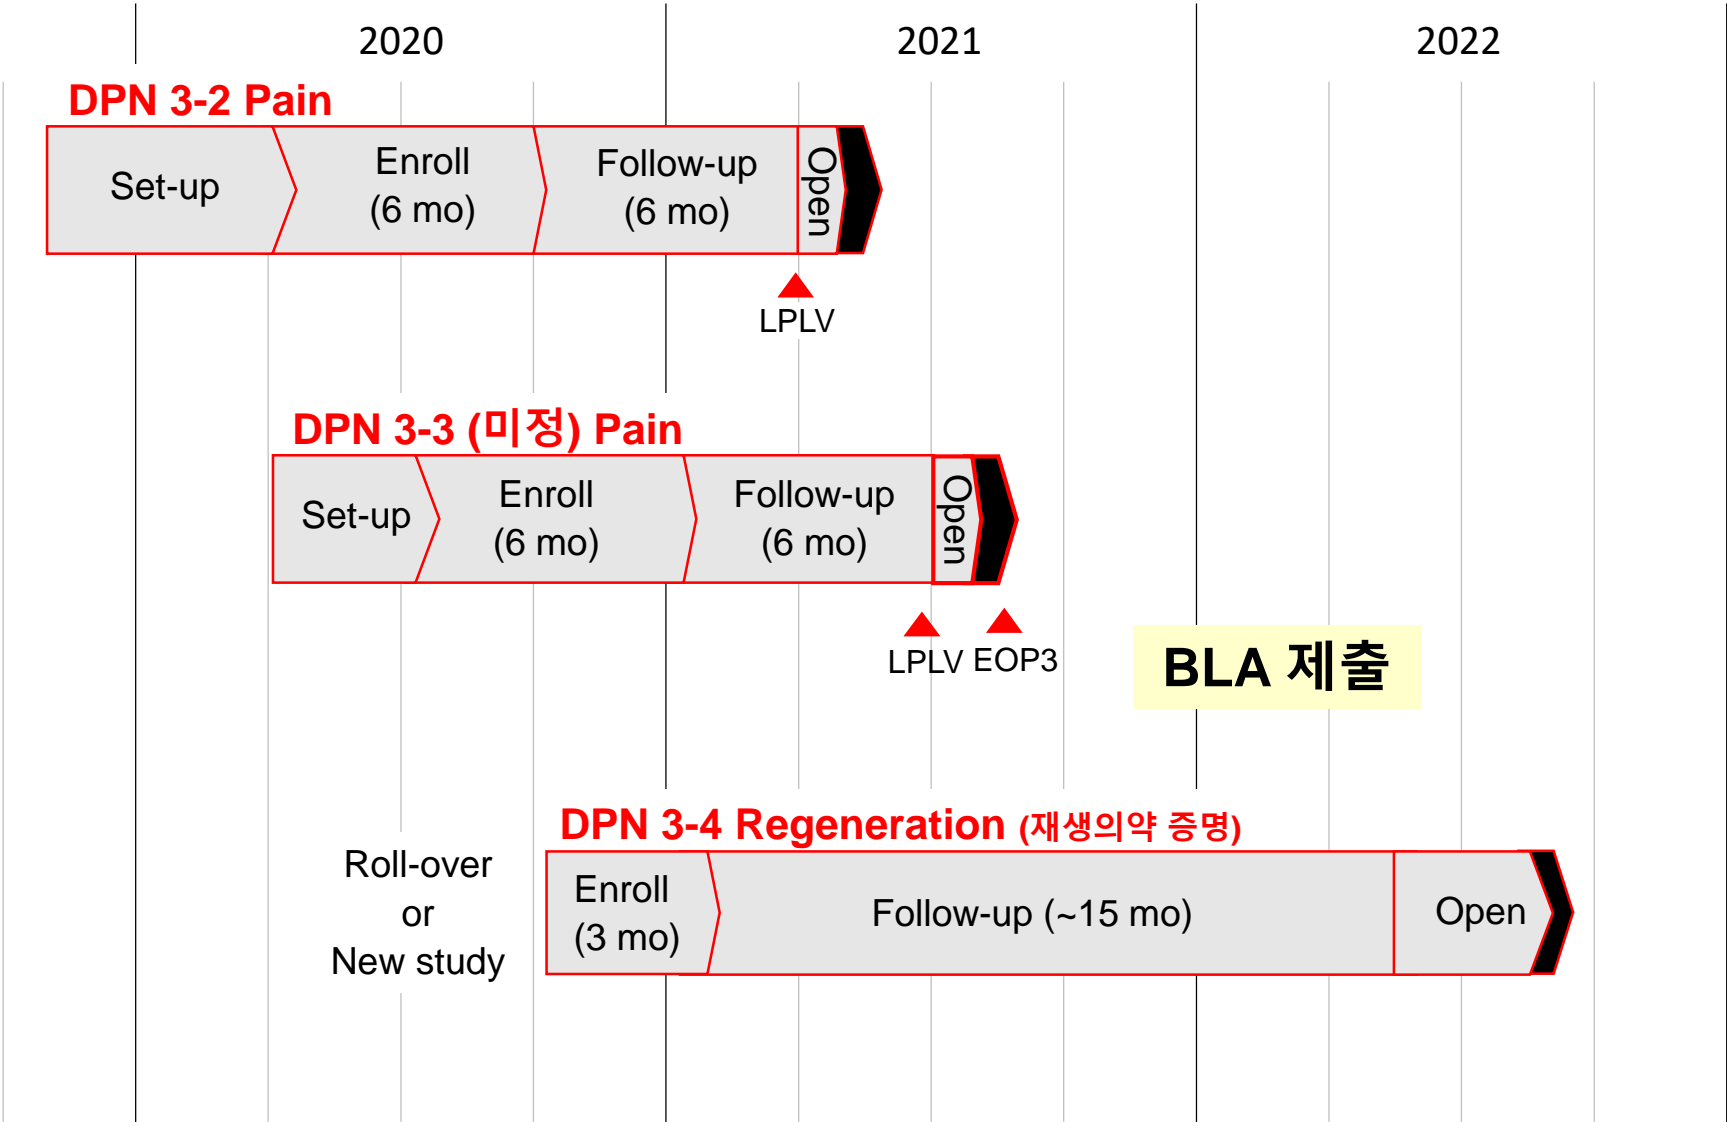 2020
2021
2022
DPN 3-2 Pain
Set-up
Enroll
(6 mo)
Follow-up
(6 mo)
Open
LPLV
DPN 3-3 (미정) Pain
Set-up
Enroll
(6 mo)
Follow-up
(6 mo)
Open
LPLV
EOP3
BLA 제출
DPN 3-4 Regeneration (재생의약 증명)
Roll-over
or
New study
Enroll
(3 mo)
Follow-up (~15 mo)
Open